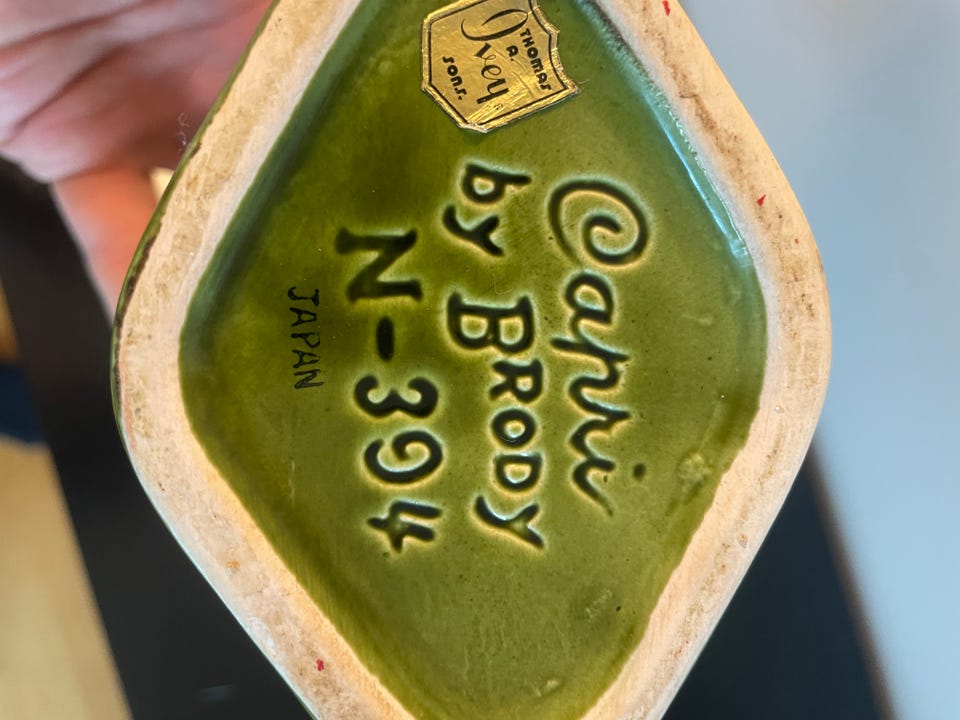 THOMAS
A.
Ivey
SONS.
Capri
by BRODY
N-394
JAPAN